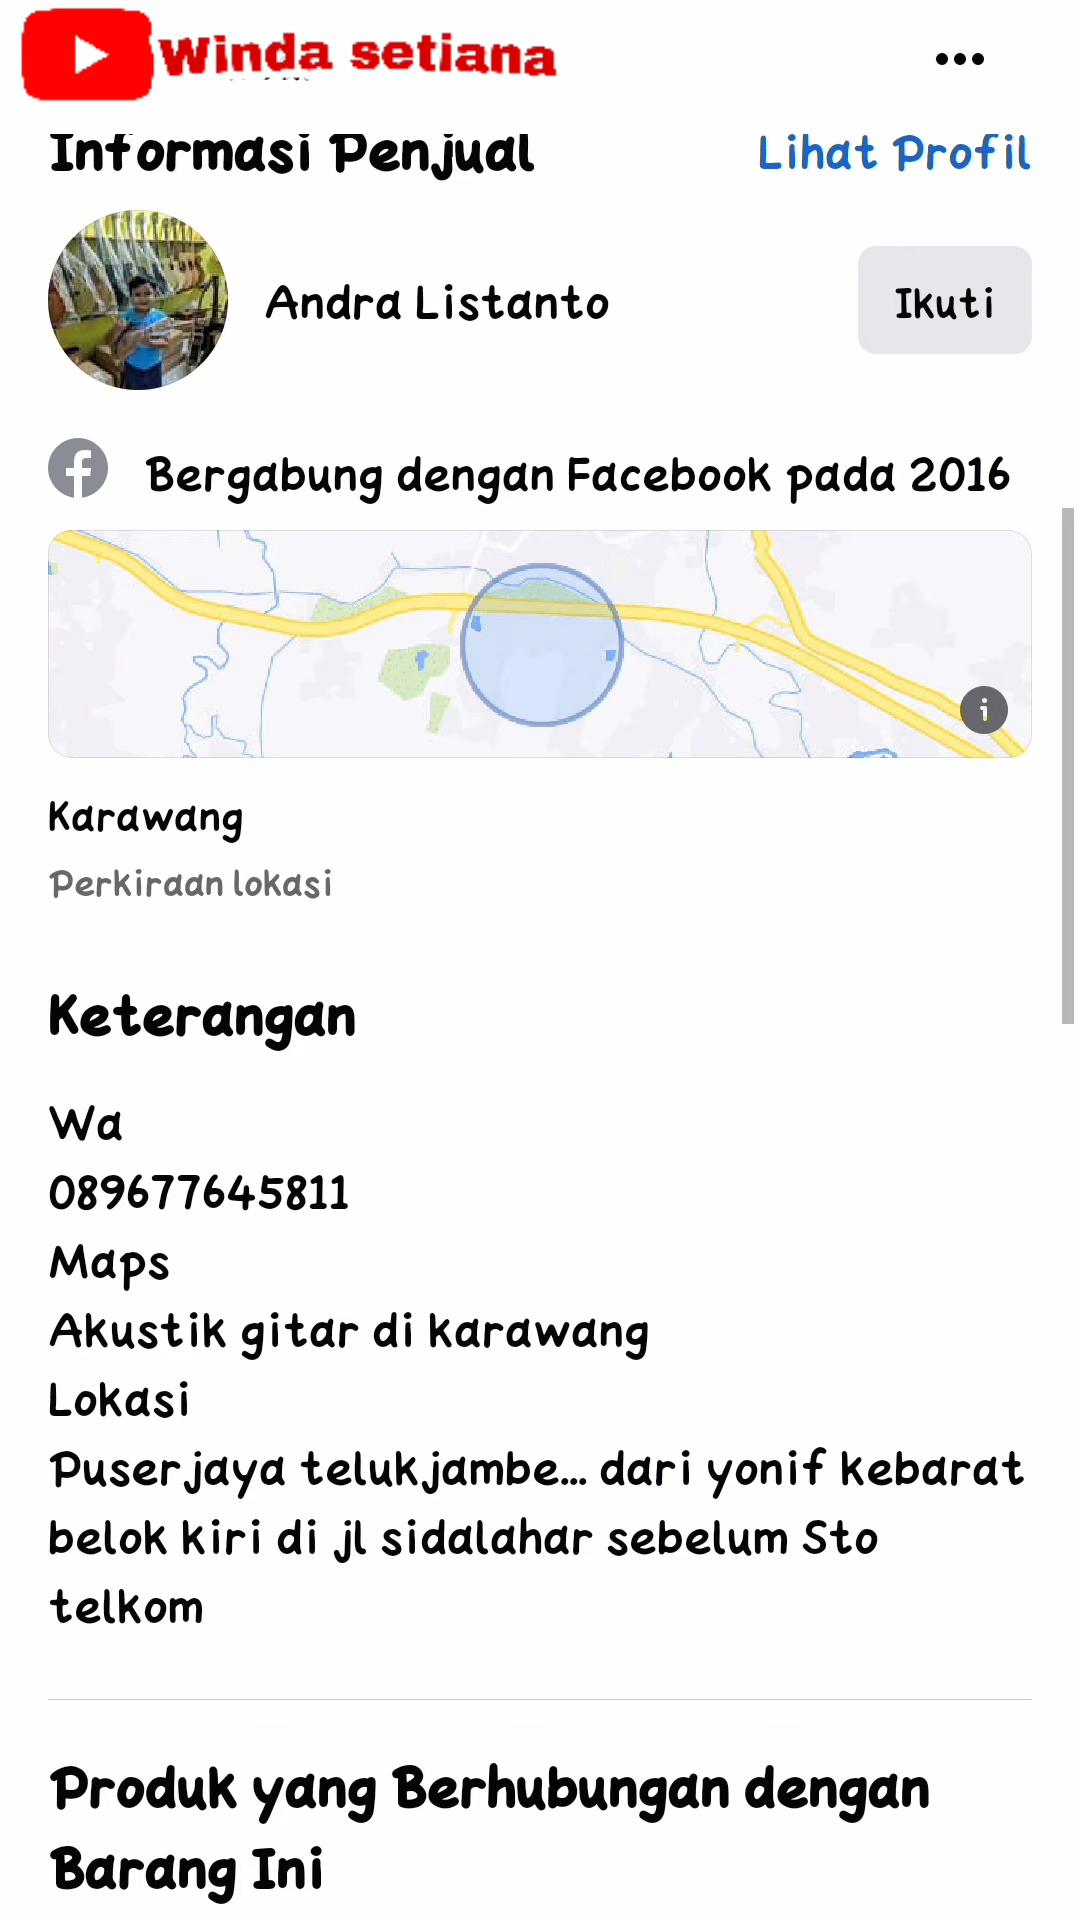 Winda setiana
Informasi Penjual
Lihat Profil
Andra Listanto
Ikuti
Bergabung dengan Facebook pada 2016
Karawang
Perkiraan lokasi
Keterangan
Wa
089677645811
Maps
Akustik gitar di karawang
Lokasi
Puserjaya telukjambe... dari yonif kebarat
belok kiri di jl sidalahar sebelum Sto
telkom
Produk yang Berhubungan dengan
Barang Ini